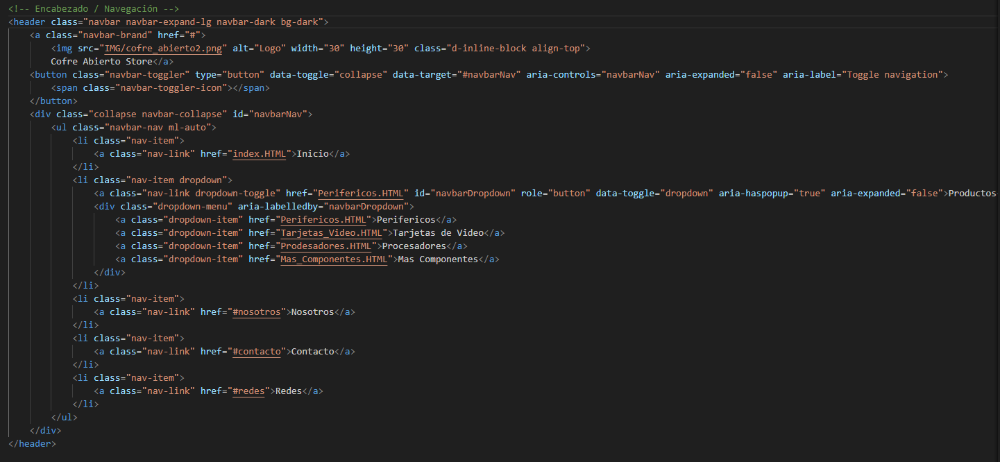 <!-- Encabezado / Navegación -->
<header class="navbar navbar-expand-lg navbar-dark bg-dark">
<a class="navbar-brand" href="#">
<img src="IMG/cofre_abierto2.png" alt="Logo" width="30" height="30" class="d-inline-block align-top">
Cofre Abierto Store</a>
<button class="navbar-toggler" type="button" data-toggle="collapse" data-target="#navbarNav" aria-controls="navbarNav" aria-expanded="false" aria-label="Toggle navigation">
<span class="navbar-toggler-icon"></span>
</button>
<div class="collapse navbar-collapse" id="navbarNav">
<ul class="navbar-nav ml-auto">
<li class="nav-item">
<a class="nav-link" href="index.HTML">Inicio</a>
</li>
<li class="nav-item dropdown">
<a class="nav-link dropdown-toggle" href="Perifericos.HTML" id="navbarDropdown" role="button" data-toggle="dropdown" aria-haspopup="true" aria-expanded="false">Productos
<div class="dropdown-menu" aria-labelledby="navbarDropdown">
<a class="dropdown-item" href="Perifericos.HTML">Perifericos</a>
<a class="dropdown-item" href="Tarjetas_Video.HTML">Tarjetas de Video</a>
<a class="dropdown-item" href="Prodesadores.HTML">Procesadores</a>
<a class="dropdown-item" href="Mas_Componentes.HTML">Mas Componentes</a>
</div>
</li>
<li class="nav-item">
<a class="nav-link" href="#nosotros">Nosotros</a>
</li>
<li class="nav-item">
<a class="nav-link" href="#contacto">Contacto</a>
</li>
<li class="nav-item">
<a class="nav-link" href="#redes">Redes</a>
</li>
</ul>
</div>
</header>